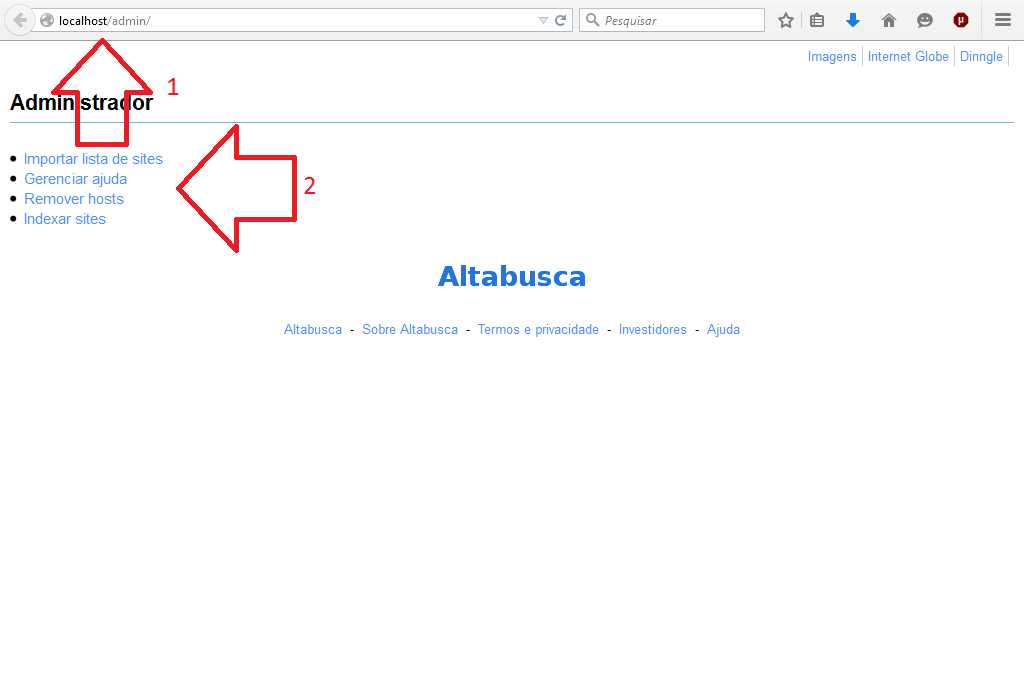 localhost/admin/
Pesquisar
Imagens Internet Globe Dinngle
1
Administrador
Importar lista de sites
Gerenciar ajuda
2
Remover hosts
Indexar sites
Altabusca
Altabusca - Sobre Altabusca - Termos e privacidade - Investidores - Ajuda